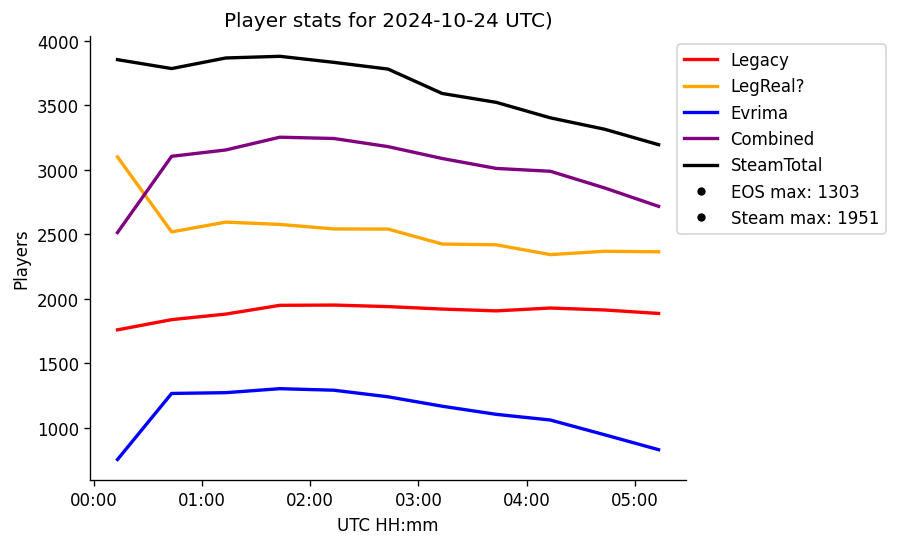 Player stats for 2024-10-24 UTC)
4000
3500
3000
2500
2000
1500
1000
Players
00:00 01:00 02:00 03:00 04:00 05:00
UTC HH:mm
Legacy
LegReal?
Evrima
Combined
SteamTotal
EOS max: 1303
Steam max: 1951